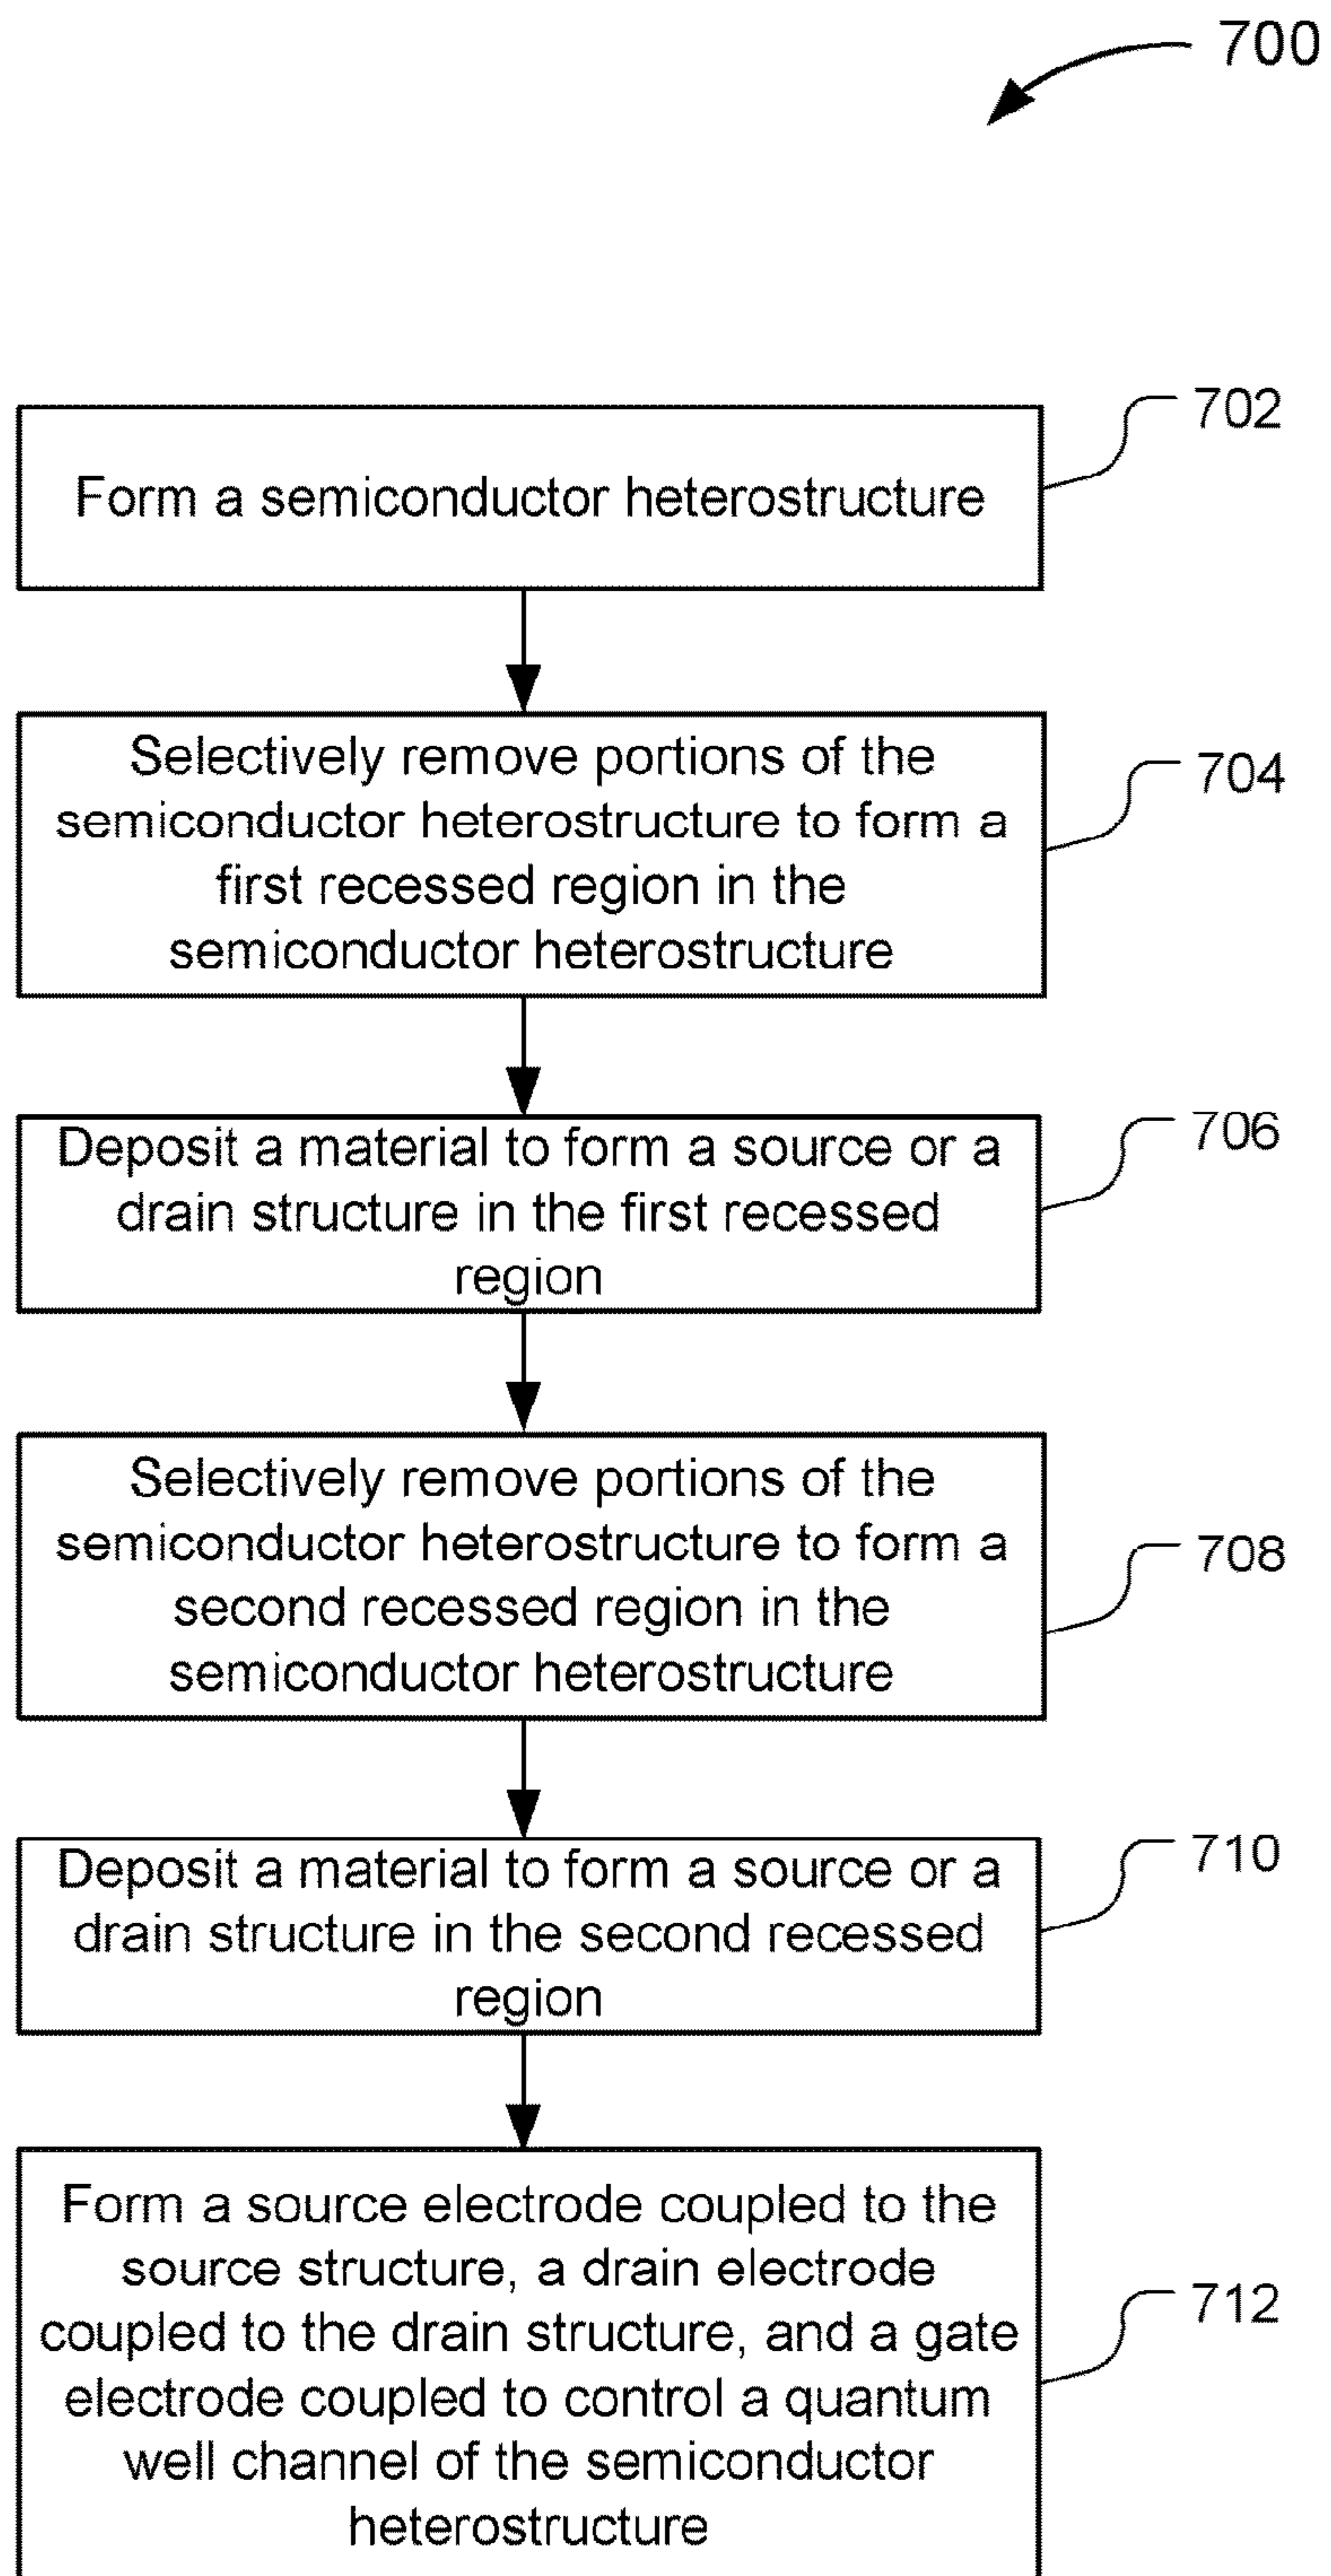 700
702
Form a semiconductor heterostructure
Selectively remove portions of the
semiconductor heterostructure to form a
first recessed region in the
semiconductor heterostructure
704
706
Deposit a material to form a source or a
drain structure in the first recessed
region
Selectively remove portions of the
semiconductor heterostructure to form a
second recessed region in the
semiconductor heterostructure
708
710
Deposit a material to form a source or a
drain structure in the second recessed
region
Form a source electrode coupled to the
source structure, a drain electrode
coupled to the drain structure, and a gate
electrode coupled to control a quantum
well channel of the semiconductor
heterostructure
712